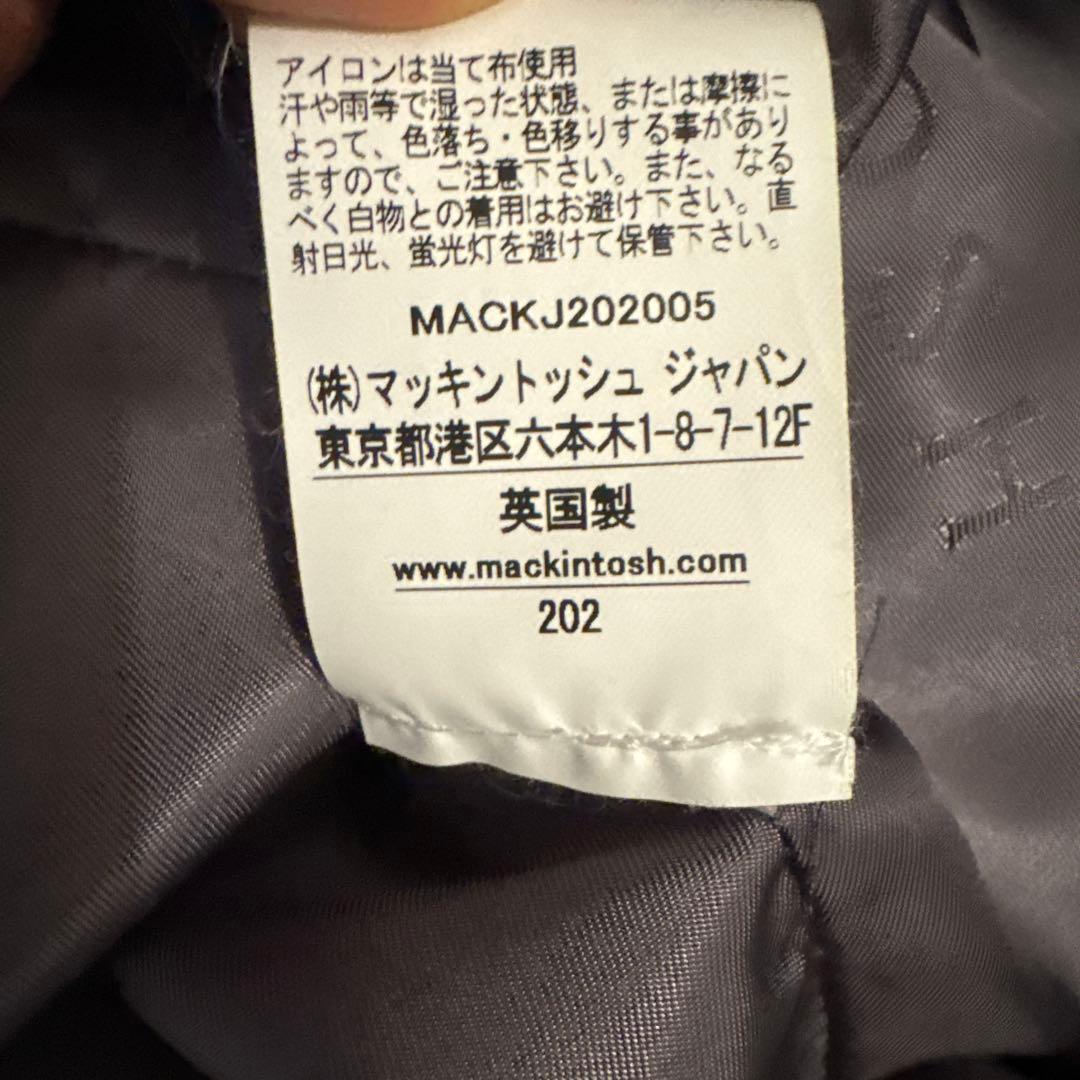 アイロンは当て布使用
汗や雨等で湿った状態、または摩擦に
よって、色落ち・色移りする事があり
ますので、ご注意下さい。また、なる
べく白物との着用はお避け下さい。直
射日光、蛍光灯を避けて保管下さい。
MACKJ202005
(株)マッキントッシュ ジャパン
東京都港区六本木1-8-7-12F
英国製
www.mackintosh.com
202